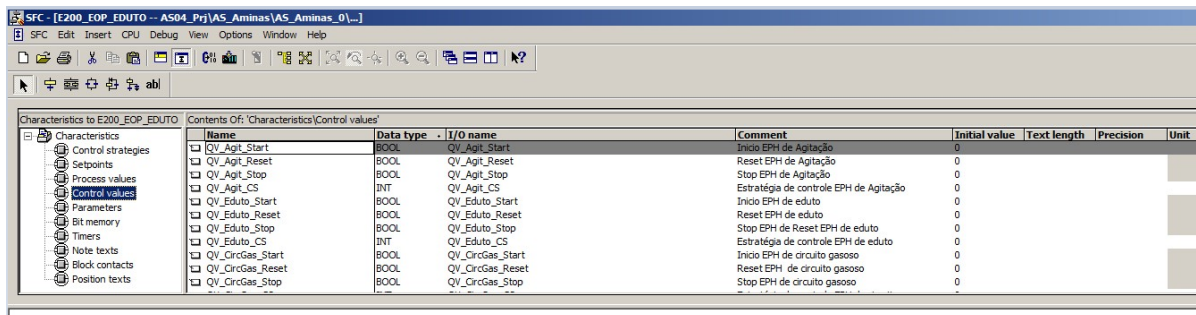 SFC - [E200_EOP_EDUTO -- AS04_Prj\AS_Aminas\AS_Aminas_0\...]
SFC Edit Insert CPU Debug View Options Window Help
abl
Characteristics to E200_EOP_EDUTO Contents Of: 'Characteristics\Control values'
Characteristics
Control strategies
Setpoints
Process values
Control values
Parameters
Bit memory
Timers
Note texts
Block contacts
Position texts
Name Data type I/O name Comment Initial value Text length Precision Unit
QV_Agit_Start BOOL QV_Agit_Start Inicio EPH de Agitação 0
QV_Agit_Reset BOOL QV_Agit_Reset Reset EPH de Agitação 0
QV_Agit_Stop BOOL QV_Agit_Stop Stop EPH de Agitação 0
QV_Agit_CS INT QV_Agit_CS Estratégia de controle EPH de Agitação 0
QV_Eduto_Start BOOL QV_Eduto_Start Inicio EPH de eduto 0
QV_Eduto_Reset BOOL QV_Eduto_Reset Reset EPH de eduto 0
QV_Eduto_Stop BOOL QV_Eduto_Stop Stop EPH de Reset EPH de eduto 0
QV_Eduto_CS INT QV_Eduto_CS Estratégia de controle EPH de eduto 0
QV_CircGas_Start BOOL QV_CircGas_Start Inicio EPH de circuito gasoso 0
QV_CircGas_Reset BOOL QV_CircGas_Reset Reset EPH de circuito gasoso 0
QV_CircGas_Stop BOOL QV_CircGas_Stop Stop EPH de circuito gasoso 0